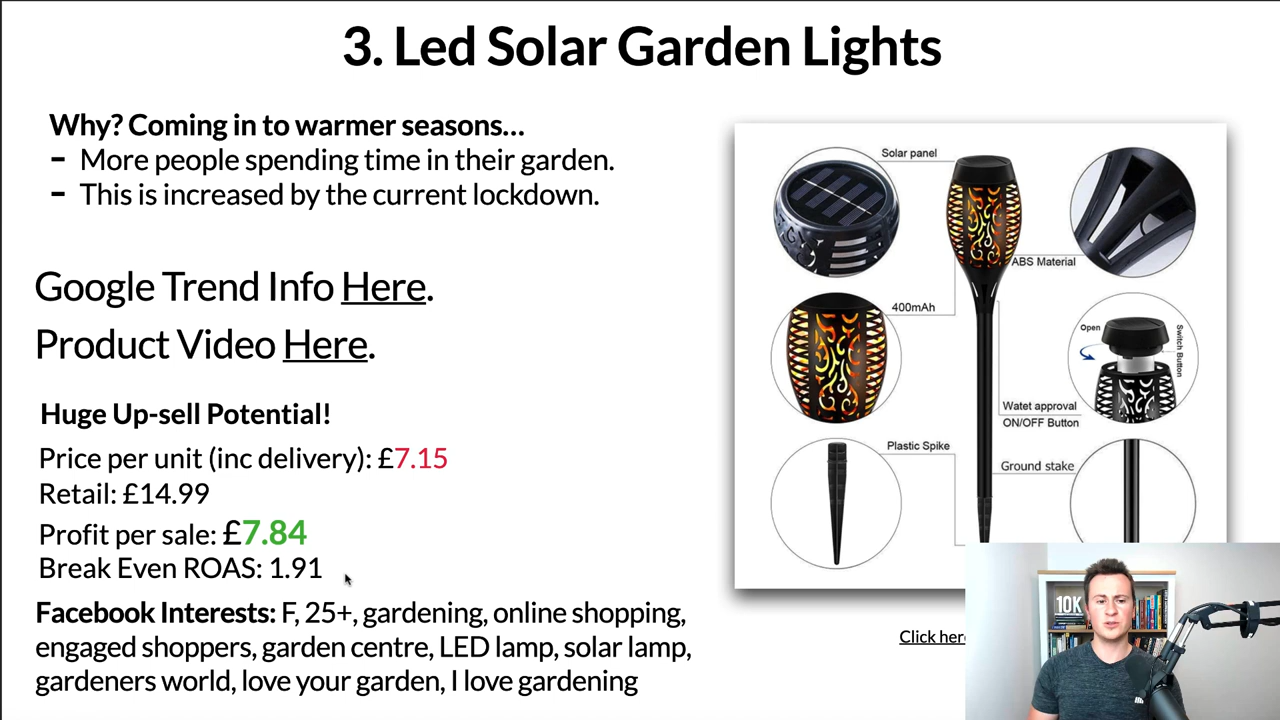 3. Led Solar Garden Lights
Why? Coming in to warmer seasons...
- More people spending time in their garden.
- This is increased by the current lockdown.
Google Trend Info Here.
Product Video Here.
Huge Up-sell Potential!
Price per unit (inc delivery): £7.15
Retail: £14.99
Profit per sale: £7.84
Break Even ROAS: 1.91
Facebook Interests: F, 25+, gardening, online shopping,
engaged shoppers, garden centre, LED lamp, solar lamp,
gardeners world, love your garden, I love gardening
Solar panel
ABS Material
400mAh
Open
Switch Button
Watet approval
ON/OFF Button
Plastic Spike
Ground stake
Click here
10K